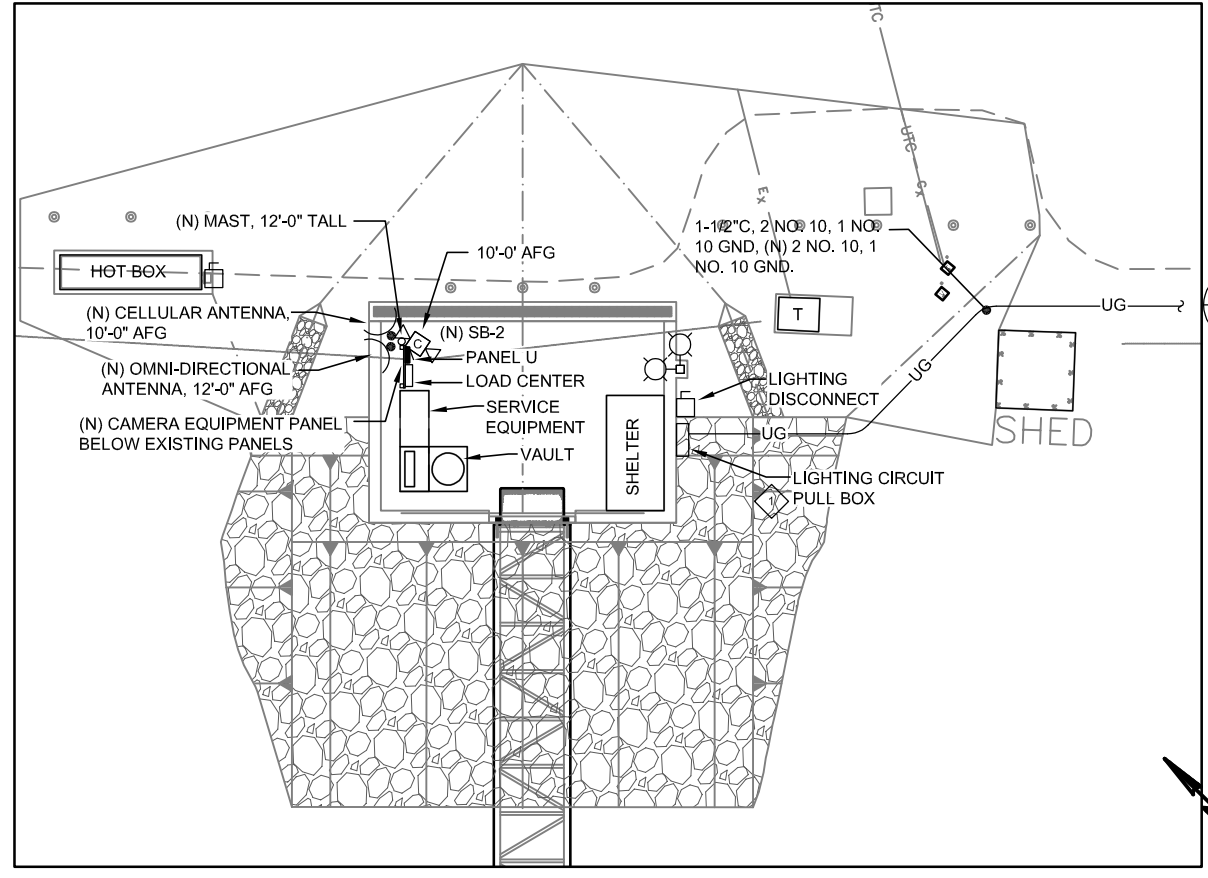 TC
UTC
Cx
Ex
(N) MAST, 12'-0" TALL
10'-0' AFG
1-1/2"C, 2 NO. 10, 1 NO.
10 GND, (N) 2 NO. 10, 1
NO. 10 GND.
HOT BOX
(N) CELLULAR ANTENNA,
10'-0" AFG
C
(N) SB-2
T
UG
PANEL U
(N) OMNI-DIRECTIONAL
ANTENNA, 12'-0" AFG
LOAD CENTER
LIGHTING
DISCONNECT
UG
SERVICE
EQUIPMENT
(N) CAMERA EQUIPMENT PANEL
BELOW EXISTING PANELS
UG
SHED
VAULT
SHELTER
LIGHTING CIRCUIT
PULL BOX
1